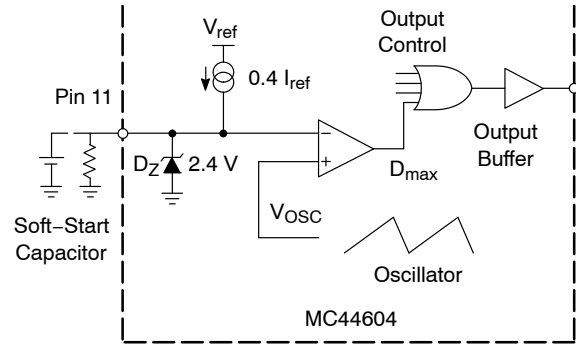 Output
Control
V_ref
0.4 I_ref
Pin 11
−
+
D_Z 2.4 V
Output
Buffer
D_max
V_OSC
Soft−Start
Capacitor
Oscillator
MC44604